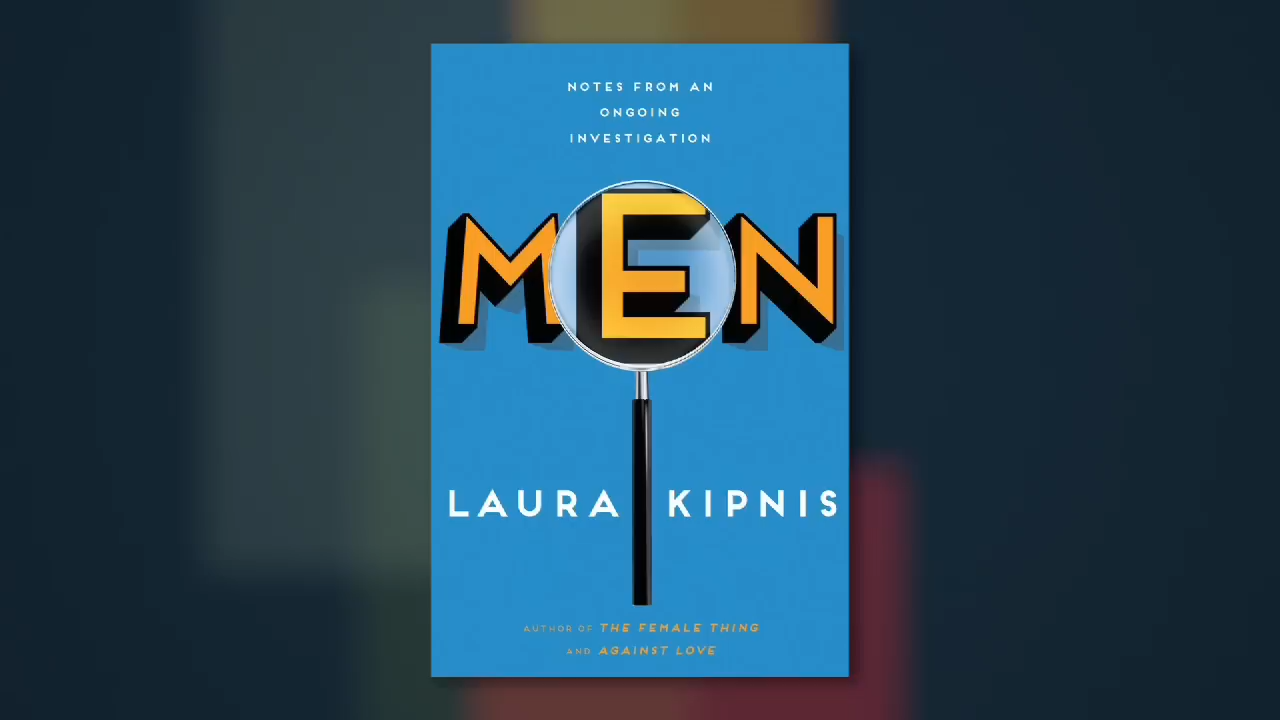 NOTES FROM AN
ONGOING
INVESTIGATION
MEN
LAURA KIPNIS
AUTHOR OF THE FEMALE THING
AND AGAINST LOVE